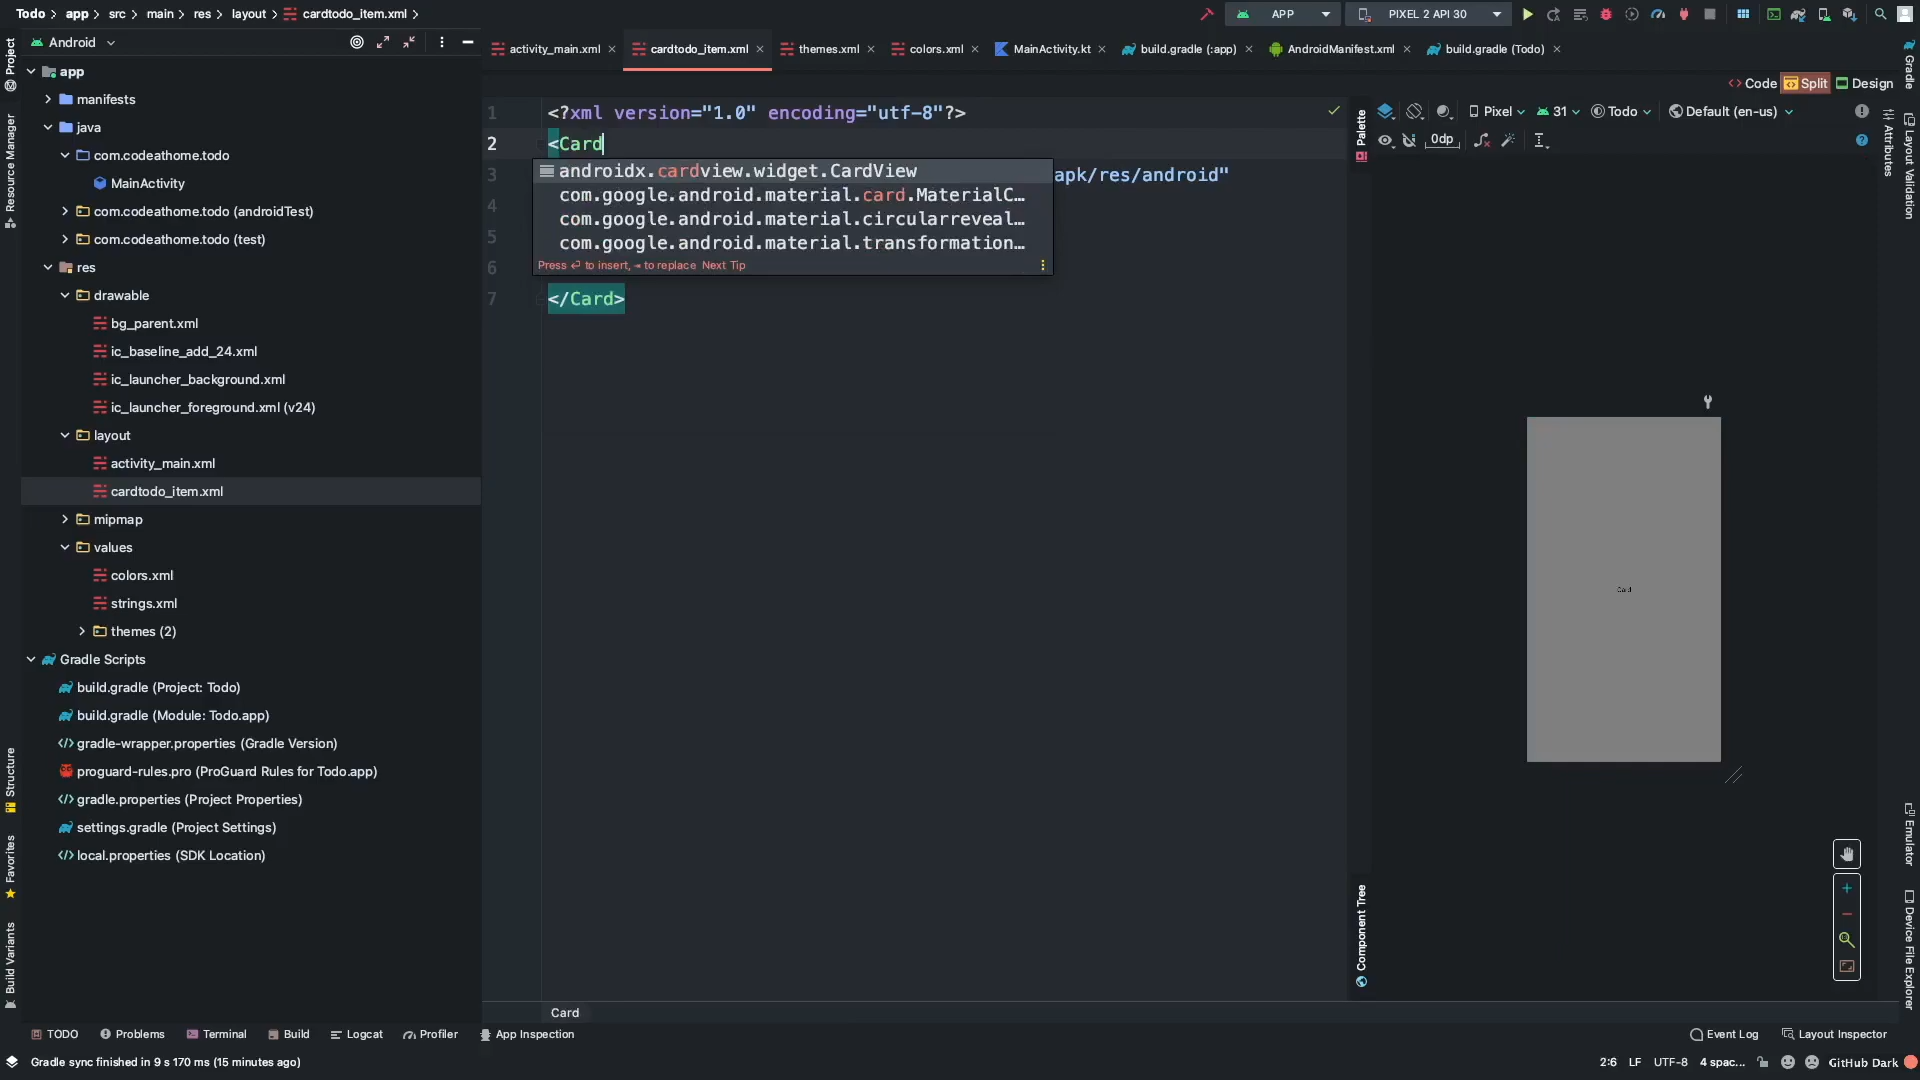 Todo app src main res layout cardtodo_item.xml
APP
PIXEL 2 API 30
Android
activity_main.xml
cardtodo_item.xml
themes.xml
colors.xml
MainActivity.kt
build.gradle (:app)
AndroidManifest.xml
build.gradle (Todo)
Code
Split
Design
Project
Resource Manager
Structure
Favorites
Build Variants
app
manifests
java
com.codeathome.todo
MainActivity
com.codeathome.todo (androidTest)
com.codeathome.todo (test)
res
drawable
bg_parent.xml
ic_baseline_add_24.xml
ic_launcher_background.xml
ic_launcher_foreground.xml (v24)
layout
activity_main.xml
cardtodo_item.xml
mipmap
values
colors.xml
strings.xml
themes (2)
Gradle Scripts
build.gradle (Project: Todo)
build.gradle (Module: Todo.app)
gradle-wrapper.properties (Gradle Version)
proguard-rules.pro (ProGuard Rules for Todo.app)
gradle.properties (Project Properties)
settings.gradle (Project Settings)
local.properties (SDK Location)
1 <?xml version="1.0" encoding="utf-8"?>
2 <Card
3 apk/res/android"
4
5
6
7 </Card>
androidx.cardview.widget.CardView
com.google.android.material.card.MaterialC…
com.google.android.material.circularreveal…
com.google.android.material.transformation…
Press ⏎ to insert, ⇥ to replace Next Tip
Card
Palette
Component Tree
Pixel
31
Todo
Default (en-us)
0dp
Card
Attributes
Gradle
Layout Validation
Emulator
Device File Explorer
TODO
Problems
Terminal
Build
Logcat
Profiler
App Inspection
Event Log
Layout Inspector
Gradle sync finished in 9 s 170 ms (15 minutes ago)
2:6
LF
UTF-8
4 spac...
GitHub Dark